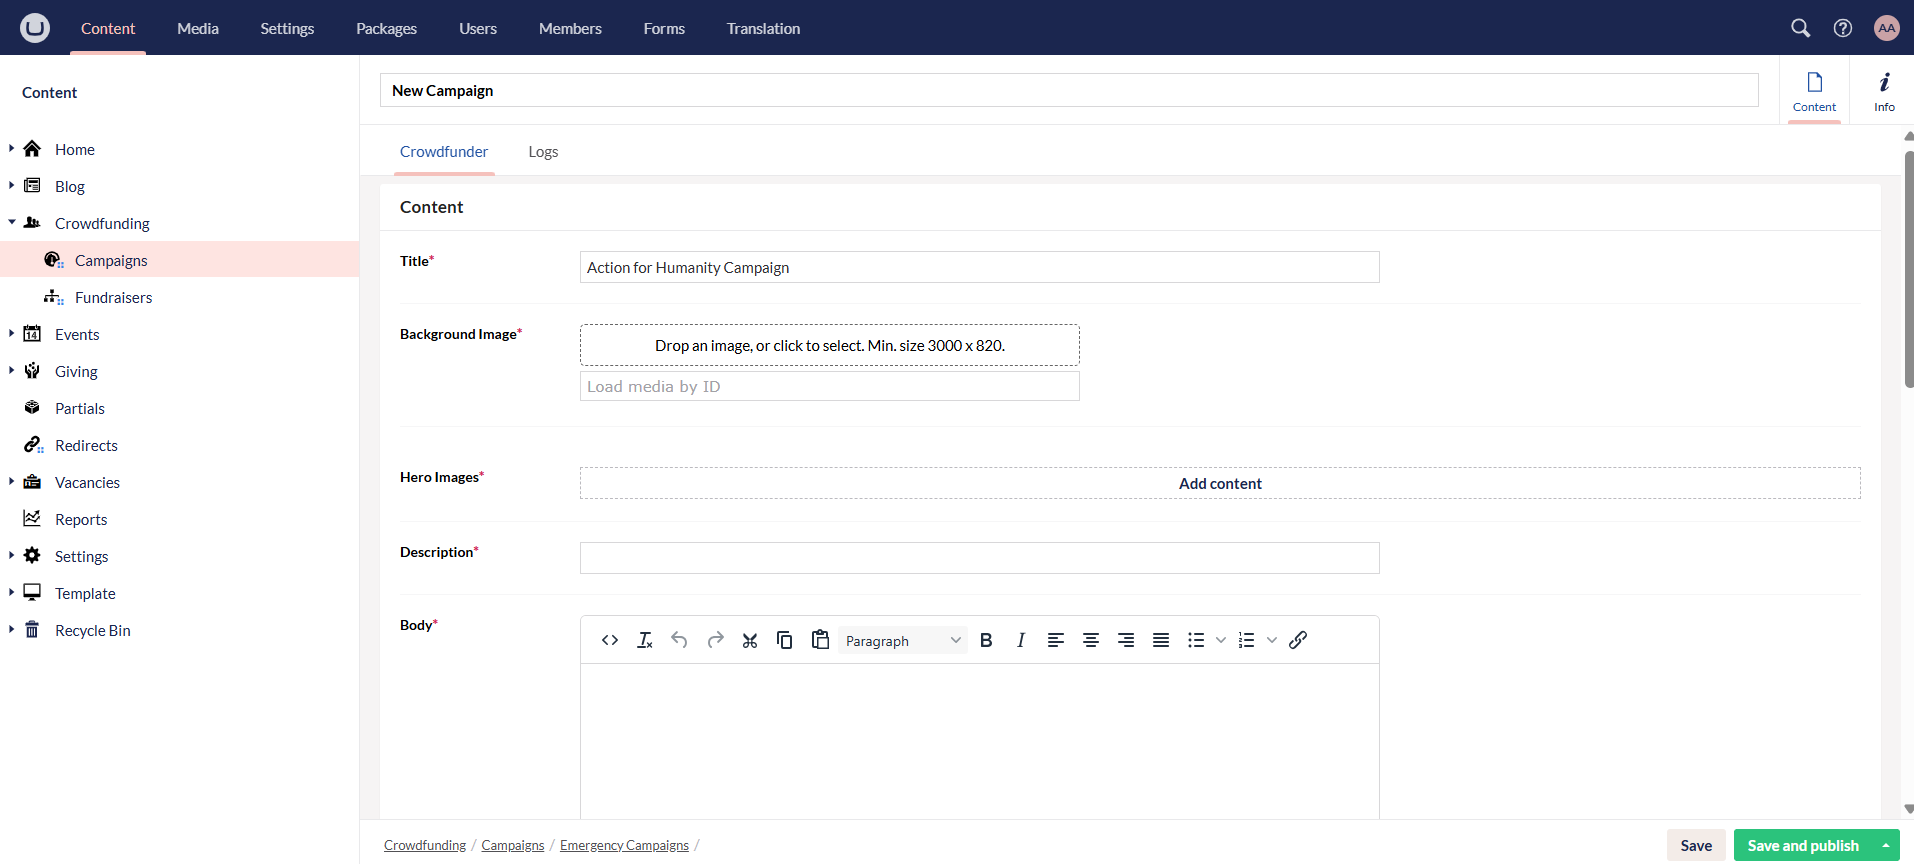 Content Media Settings Packages Users Members Forms Translation AA
Content
Home
Blog
Crowdfunding
Campaigns
Fundraisers
14 Events
Giving
Partials
Redirects
Vacancies
Reports
Settings
Template
Recycle Bin
New Campaign
Content
Info
Crowdfunder Logs
Content
Title*
Action for Humanity Campaign
Background Image*
Drop an image, or click to select. Min. size 3000 x 820.
Load media by ID
Hero Images*
Add content
Description*
Body*
Paragraph
Crowdfunding / Campaigns / Emergency Campaigns /
Save Save and publish